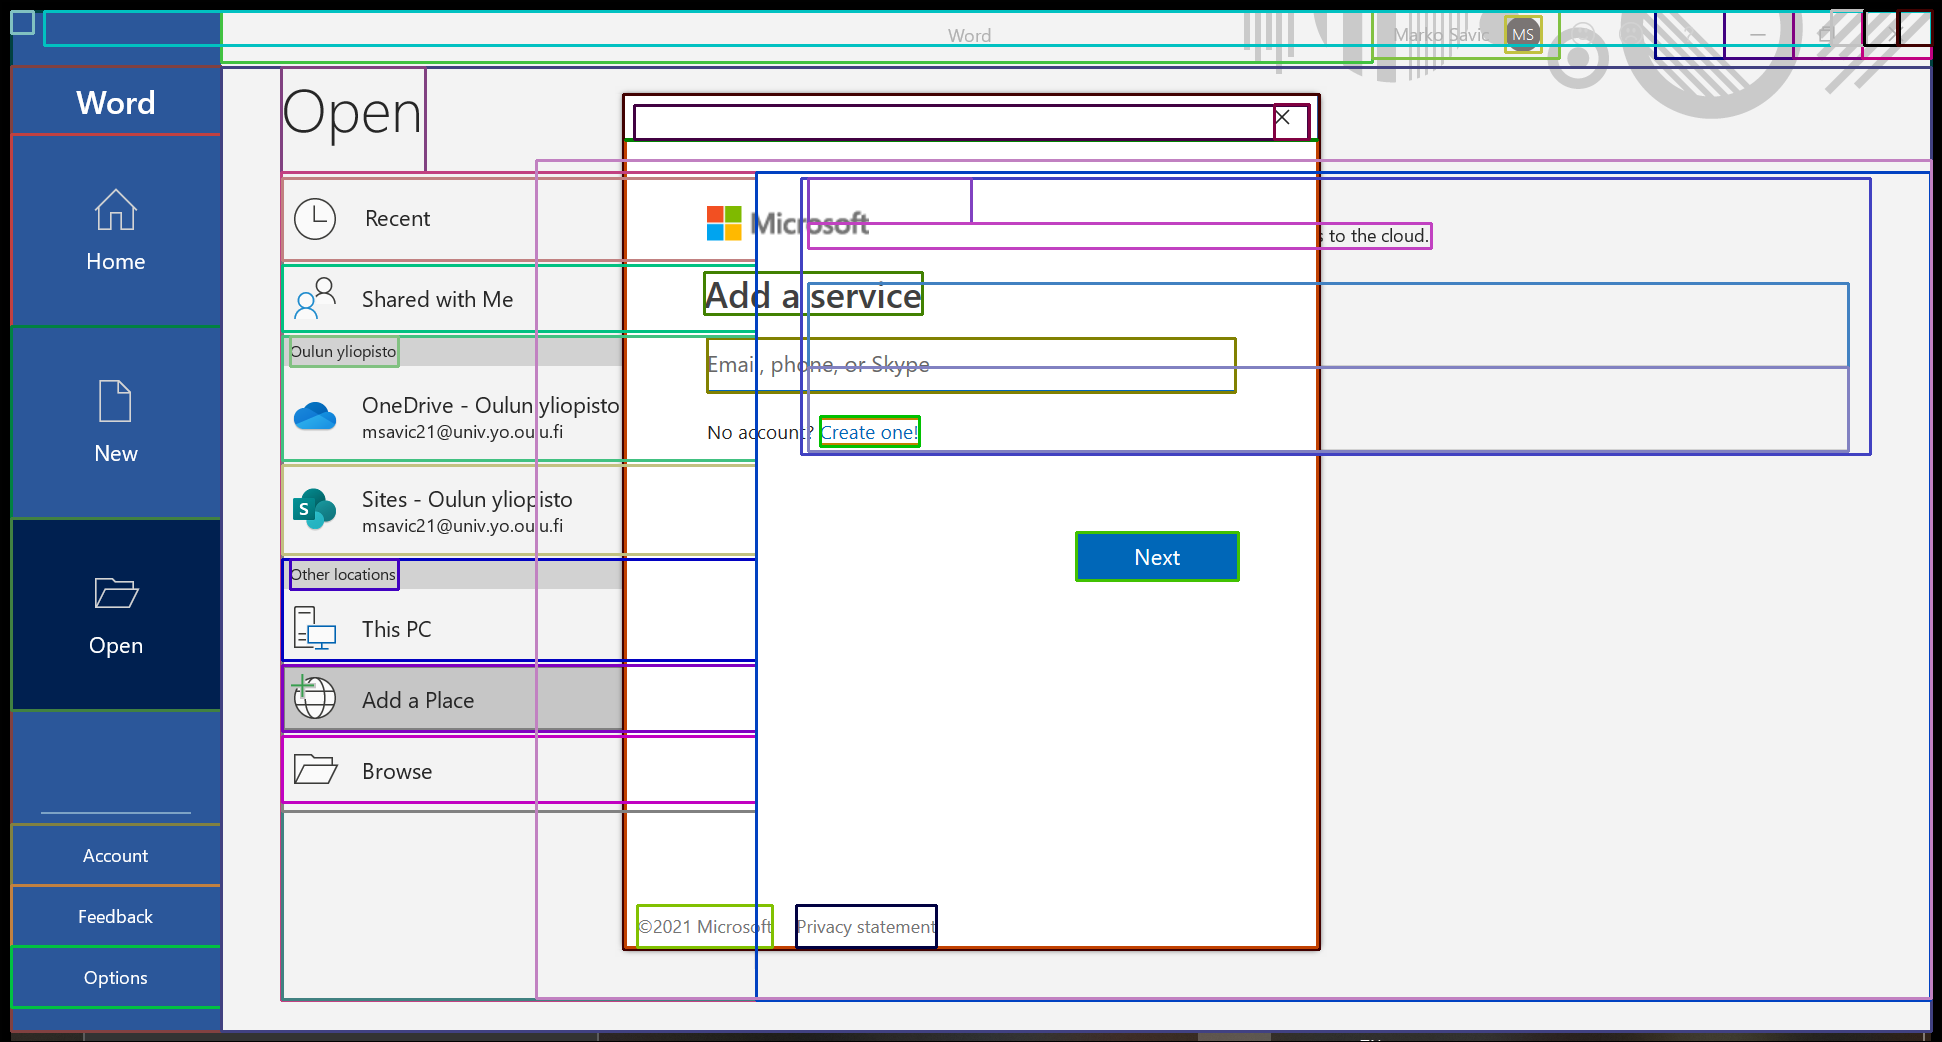 Word
Marko Savic MS
Word
Open
Home
New
Open
Account
Feedback
Options
Recent
Shared with Me
Oulun yliopisto
OneDrive - Oulun yliopisto
msavic21@univ.yo.oulu.fi
Sites - Oulun yliopisto
msavic21@univ.yo.oulu.fi
Other locations
This PC
Add a Place
Browse
Microsoft
to the cloud.
Add a service
Email, phone, or Skype
No account? Create one!
Next
©2021 Microsoft
Privacy statement